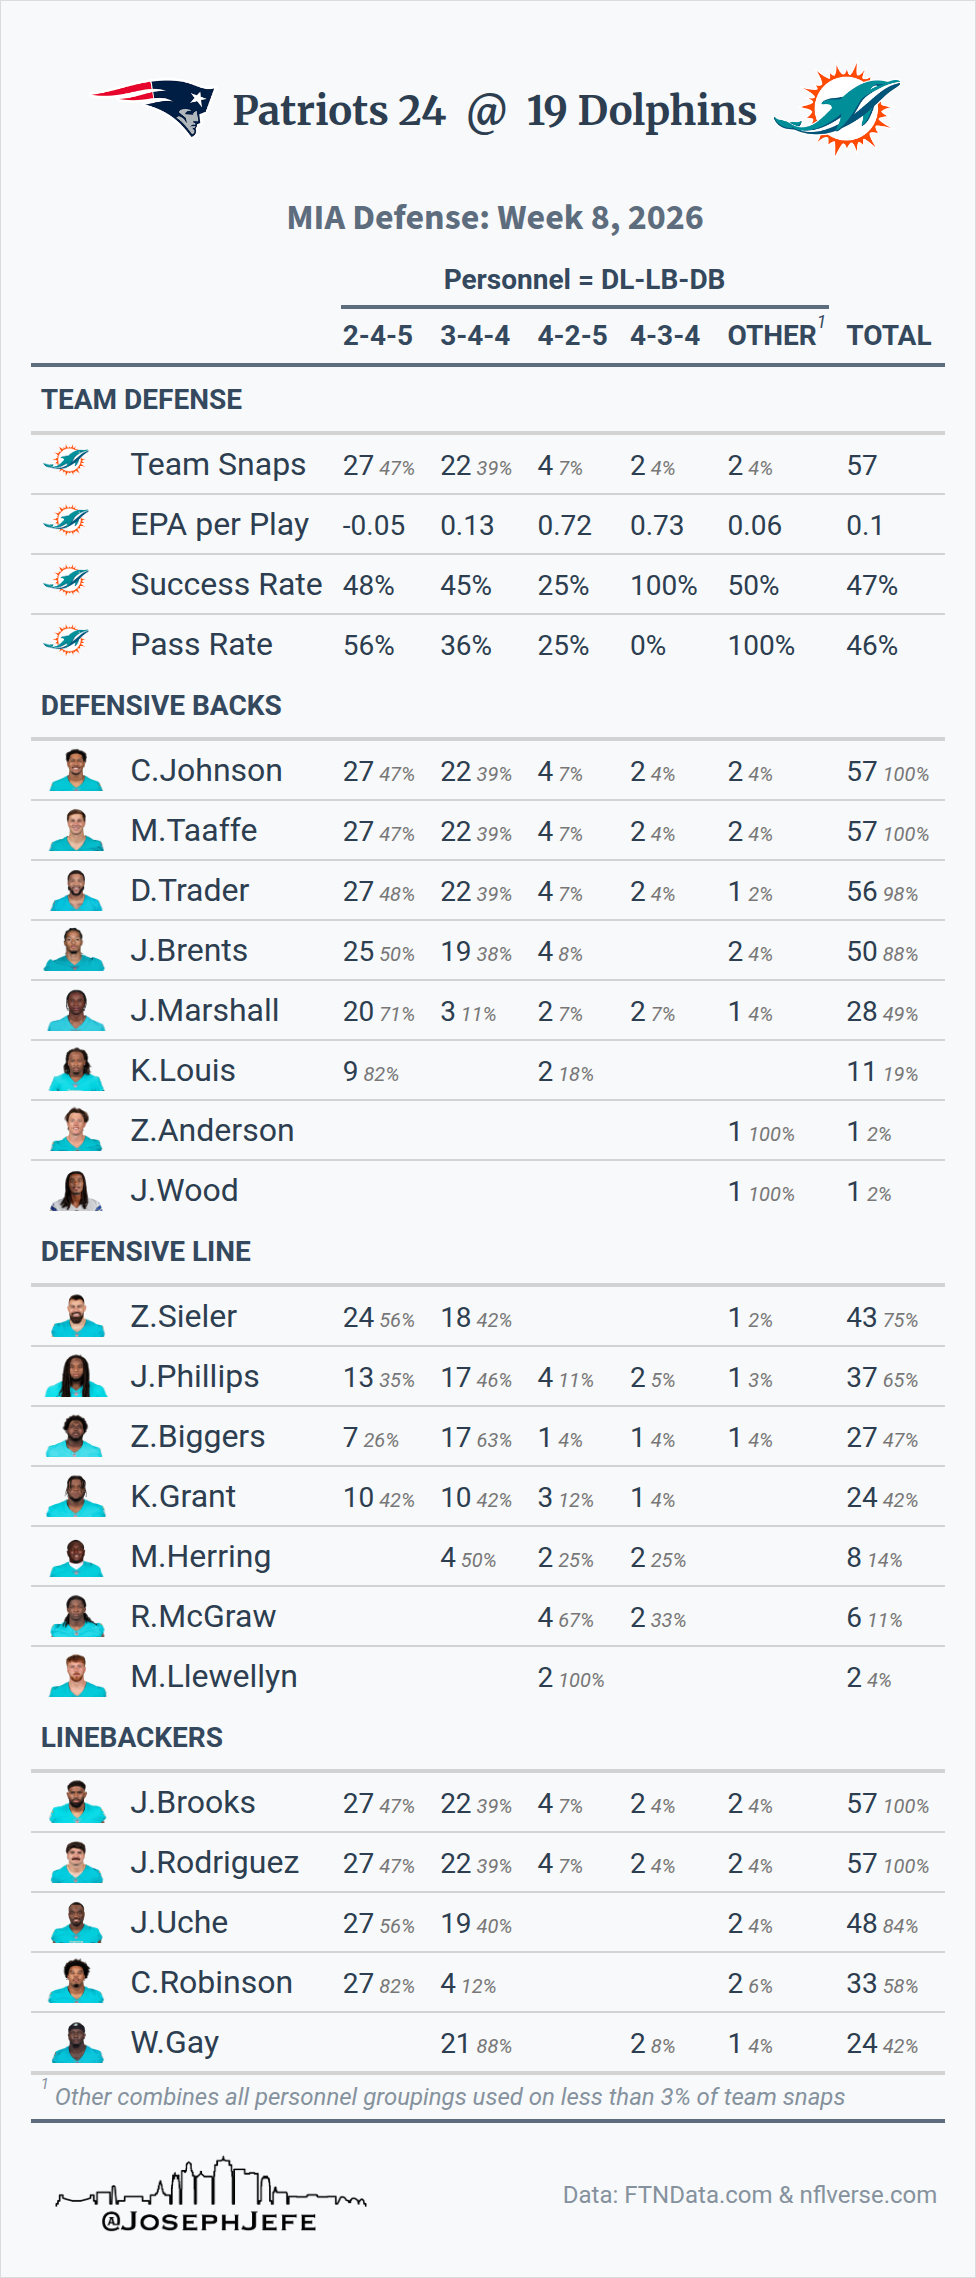 Patriots 24 @ 19 Dolphins
MIA Defense: Week 8, 2026
Personnel = DL-LB-DB
2-4-5 3-4-4 4-2-5 4-3-4 OTHER1 TOTAL
TEAM DEFENSE
Team Snaps 27 47% 22 39% 4 7% 2 4% 2 4% 57
EPA per Play -0.05 0.13 0.72 0.73 0.06 0.1
Success Rate 48% 45% 25% 100% 50% 47%
Pass Rate 56% 36% 25% 0% 100% 46%
DEFENSIVE BACKS
C.Johnson 27 47% 22 39% 4 7% 2 4% 2 4% 57 100%
M.Taaffe 27 47% 22 39% 4 7% 2 4% 2 4% 57 100%
D.Trader 27 48% 22 39% 4 7% 2 4% 1 2% 56 98%
J.Brents 25 50% 19 38% 4 8% 2 4% 50 88%
J.Marshall 20 71% 3 11% 2 7% 2 7% 1 4% 28 49%
K.Louis 9 82% 2 18% 11 19%
Z.Anderson 1 100% 1 2%
J.Wood 1 100% 1 2%
DEFENSIVE LINE
Z.Sieler 24 56% 18 42% 1 2% 43 75%
J.Phillips 13 35% 17 46% 4 11% 2 5% 1 3% 37 65%
Z.Biggers 7 26% 17 63% 1 4% 1 4% 1 4% 27 47%
K.Grant 10 42% 10 42% 3 12% 1 4% 24 42%
M.Herring 4 50% 2 25% 2 25% 8 14%
R.McGraw 4 67% 2 33% 6 11%
M.Llewellyn 2 100% 2 4%
LINEBACKERS
J.Brooks 27 47% 22 39% 4 7% 2 4% 2 4% 57 100%
J.Rodriguez 27 47% 22 39% 4 7% 2 4% 2 4% 57 100%
J.Uche 27 56% 19 40% 2 4% 48 84%
C.Robinson 27 82% 4 12% 2 6% 33 58%
W.Gay 21 88% 2 8% 1 4% 24 42%
1 Other combines all personnel groupings used on less than 3% of team snaps
@JOSEPHJEFE
Data: FTNData.com & nflverse.com